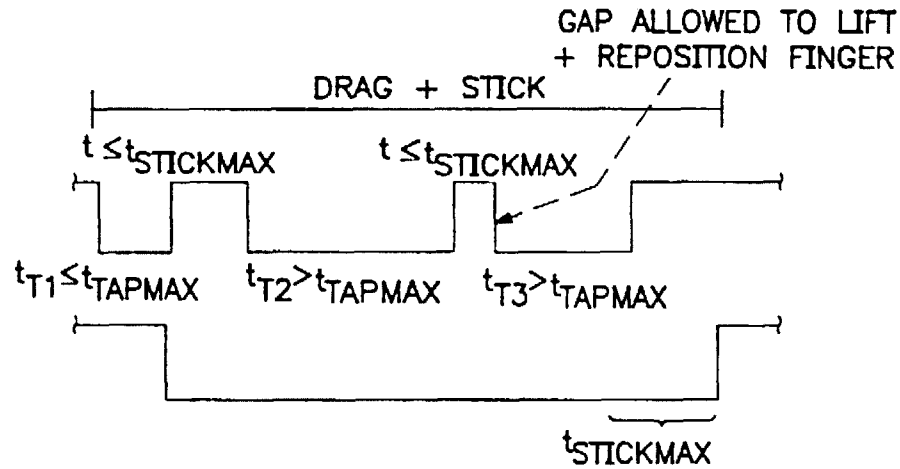 GAP ALLOWED TO LIFT
+ REPOSITION FINGER
DRAG + STICK
t ≤ tSTICKMAX
t ≤ tSTICKMAX
tT1 ≤ tTAPMAX
tT2 > tTAPMAX
tT3 > tTAPMAX
tSTICKMAX